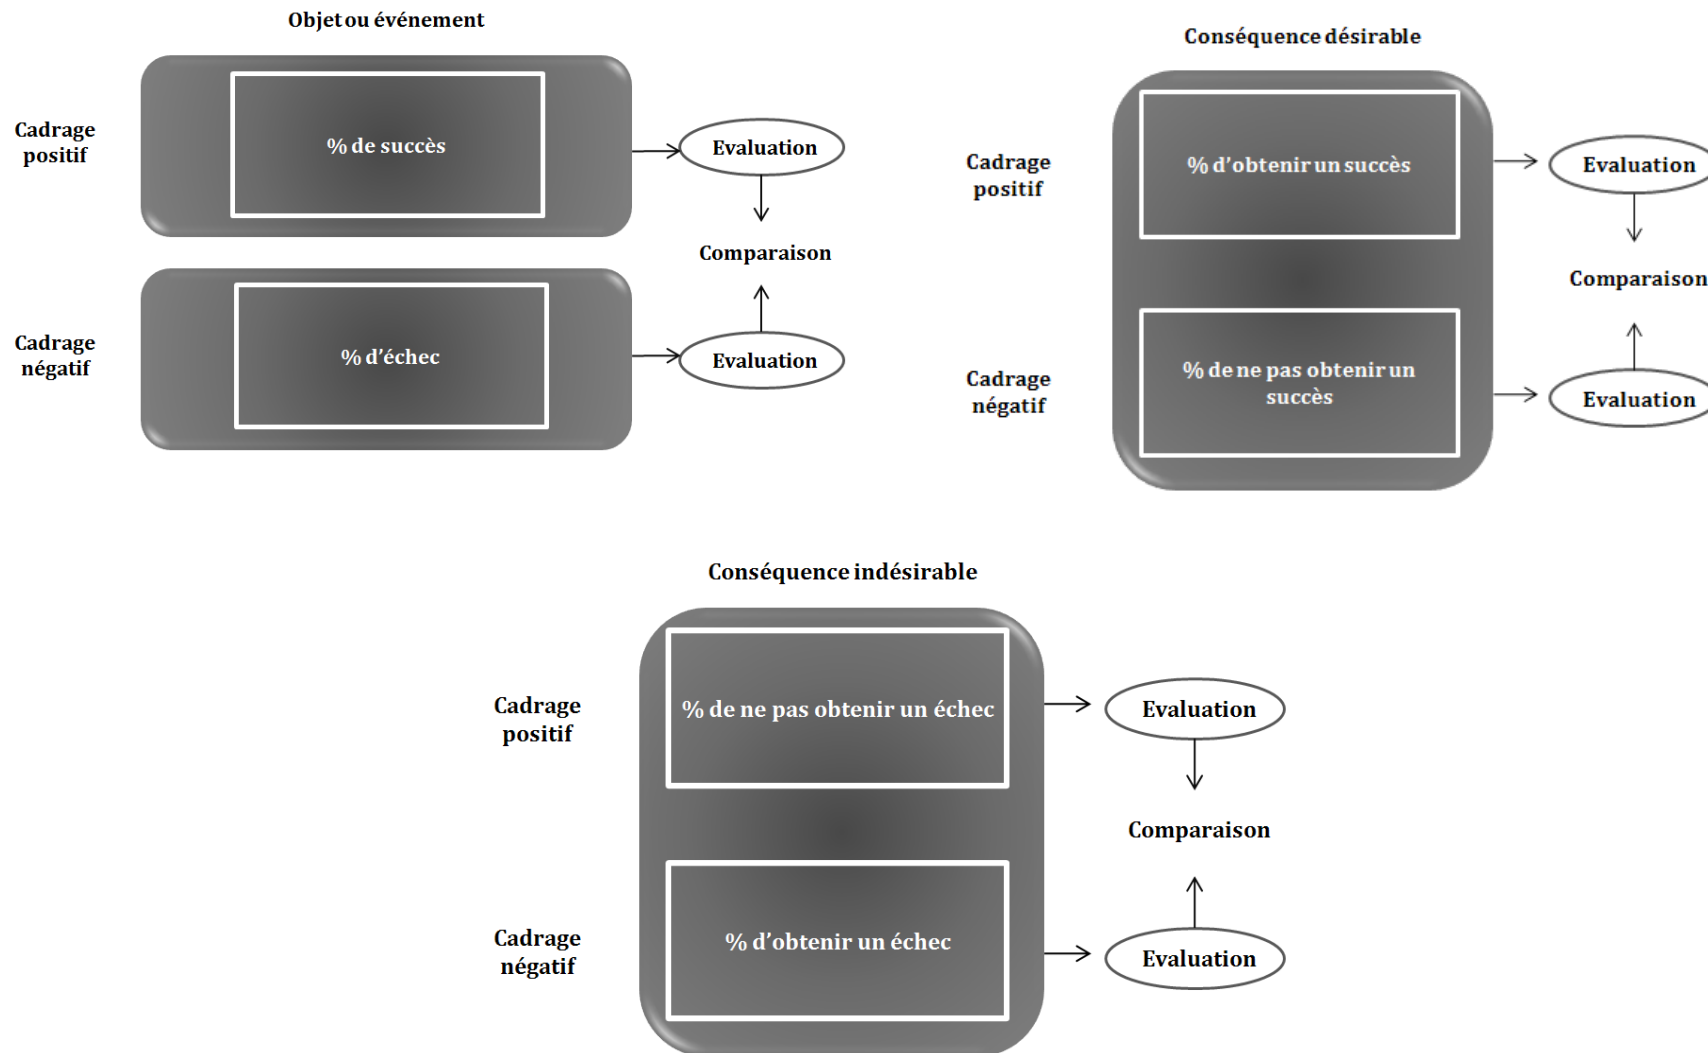 Objet ou événement
Cadrage
positif
% de succès
Evaluation
Comparaison
Cadrage
négatif
% d'échec
Evaluation
Conséquence désirable
Cadrage
positif
% d'obtenir un succès
Evaluation
Comparaison
Cadrage
négatif
% de ne pas obtenir un
succès
Evaluation
Conséquence indésirable
Cadrage
positif
% de ne pas obtenir un échec
Evaluation
Comparaison
Cadrage
négatif
% d'obtenir un échec
Evaluation